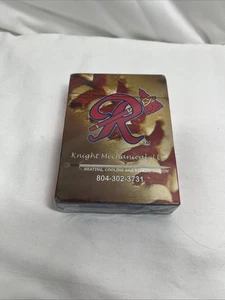 R
Knight Mechanical
HEATING, COOLING AND
804-302-3731